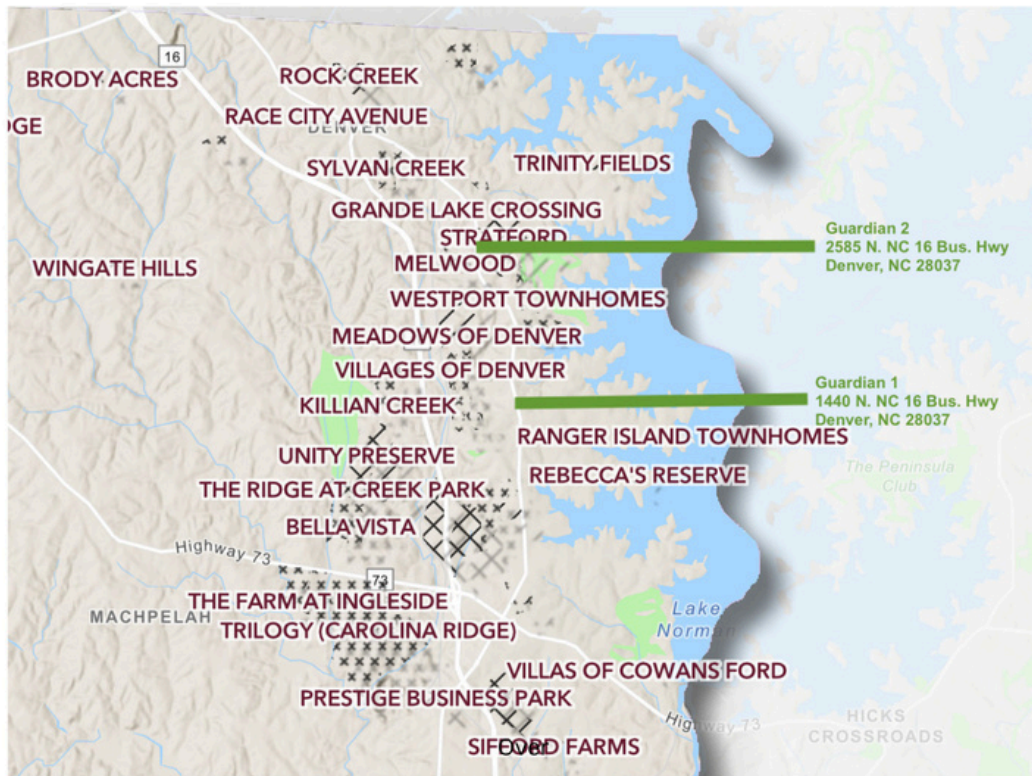 16
BRODY ACRES
ROCK CREEK
RACE CITY AVENUE
DGE
DENVER
SYLVAN CREEK
TRINITY FIELDS
GRANDE LAKE CROSSING
STRATFORD
Guardian 2
2585 N. NC 16 Bus. Hwy
Denver, NC 28037
MELWOOD
WINGATE HILLS
WESTPORT TOWNHOMES
MEADOWS OF DENVER
VILLAGES OF DENVER
Guardian 1
1440 N. NC 16 Bus. Hwy
Denver, NC 28037
KILLIAN CREEK
RANGER ISLAND TOWNHOMES
UNITY PRESERVE
The Peninsula
Club
REBECCA'S RESERVE
THE RIDGE AT CREEK PARK
BELLA VISTA
Highway 73
73
THE FARM AT INGLESIDE
MACHPELAH
Lake
Norman
TRILOGY (CAROLINA RIDGE)
VILLAS OF COWANS FORD
PRESTIGE BUSINESS PARK
Highway 73
HICKS
CROSSROADS
SIFFORD FARMS
Over